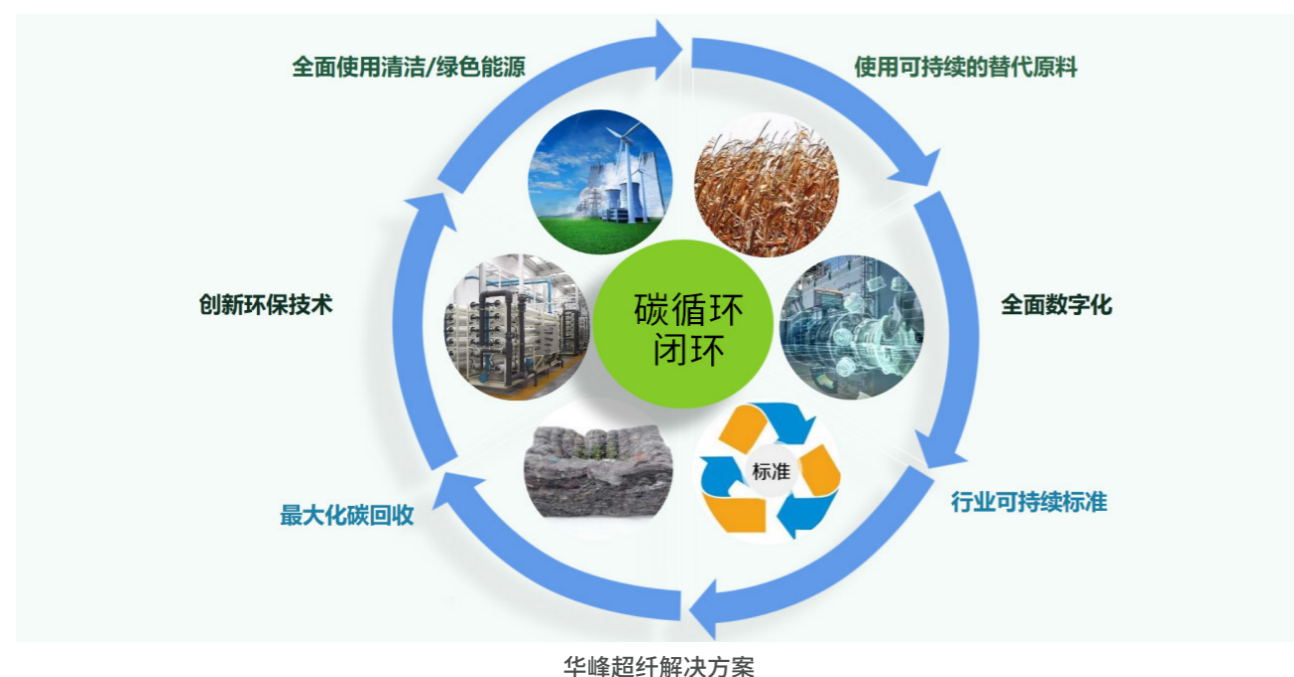 全面使用清洁/绿色能源
使用可持续的替代原料
创新环保技术
碳循环
闭环
全面数字化
标准
最大化碳回收
行业可持续标准
华峰超纤解决方案